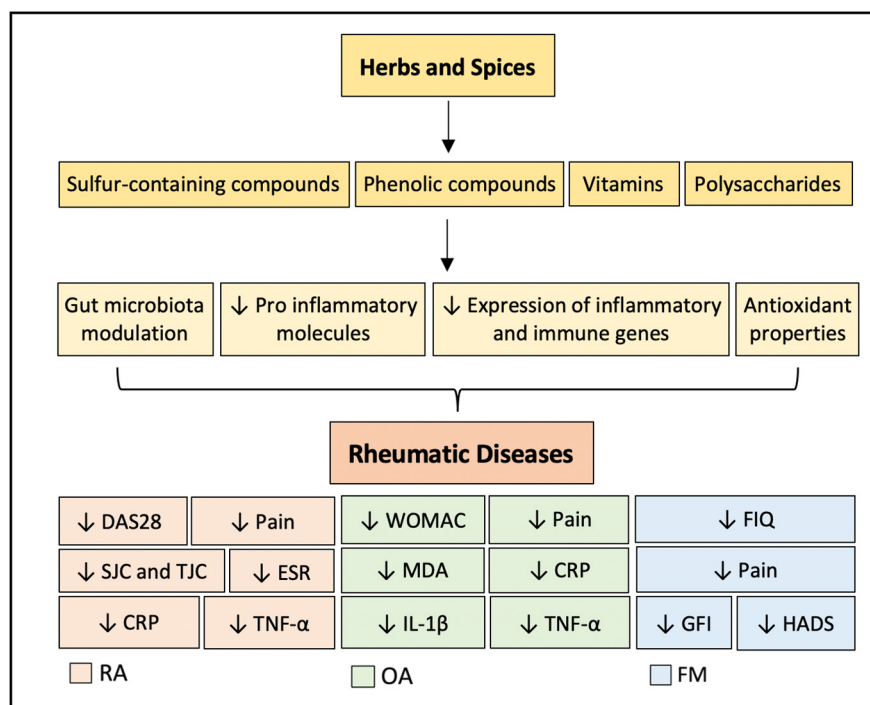 Herbs and Spices
Sulfur-containing compounds
Phenolic compounds
Vitamins
Polysaccharides
Gut microbiota
modulation
↓ Pro inflammatory
molecules
↓ Expression of inflammatory
and immune genes
Antioxidant
properties
Rheumatic Diseases
↓ DAS28
↓ Pain
↓ WOMAC
↓ Pain
↓ FIQ
↓ SJC and TJC
↓ ESR
↓ MDA
↓ CRP
↓ Pain
↓ CRP
↓ TNF-α
↓ IL-1β
↓ TNF-α
↓ GFI
↓ HADS
RA
OA
FM